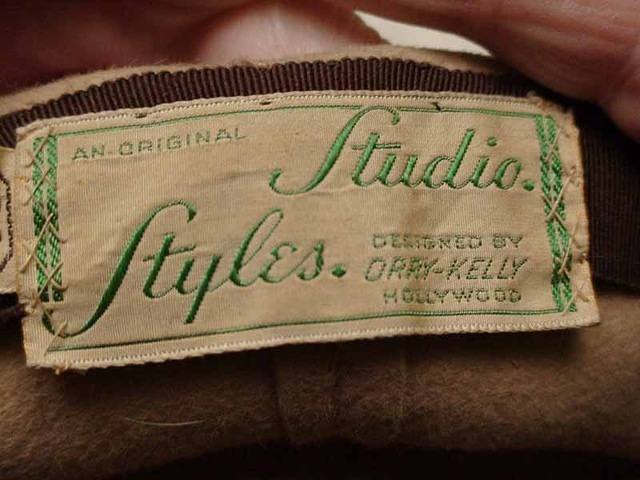 AN·ORIGINAL
Studio.
Styles.
DESIGNED BY
ORRY-KELLY
HOLLYWOOD